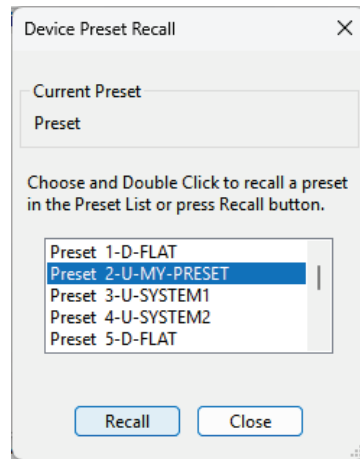 Device Preset Recall
Current Preset
Preset
Choose and Double Click to recall a preset
in the Preset List or press Recall button.
Preset 1-D-FLAT
Preset 2-U-MY-PRESET
Preset 3-U-SYSTEM1
Preset 4-U-SYSTEM2
Preset 5-D-FLAT
Recall
Close